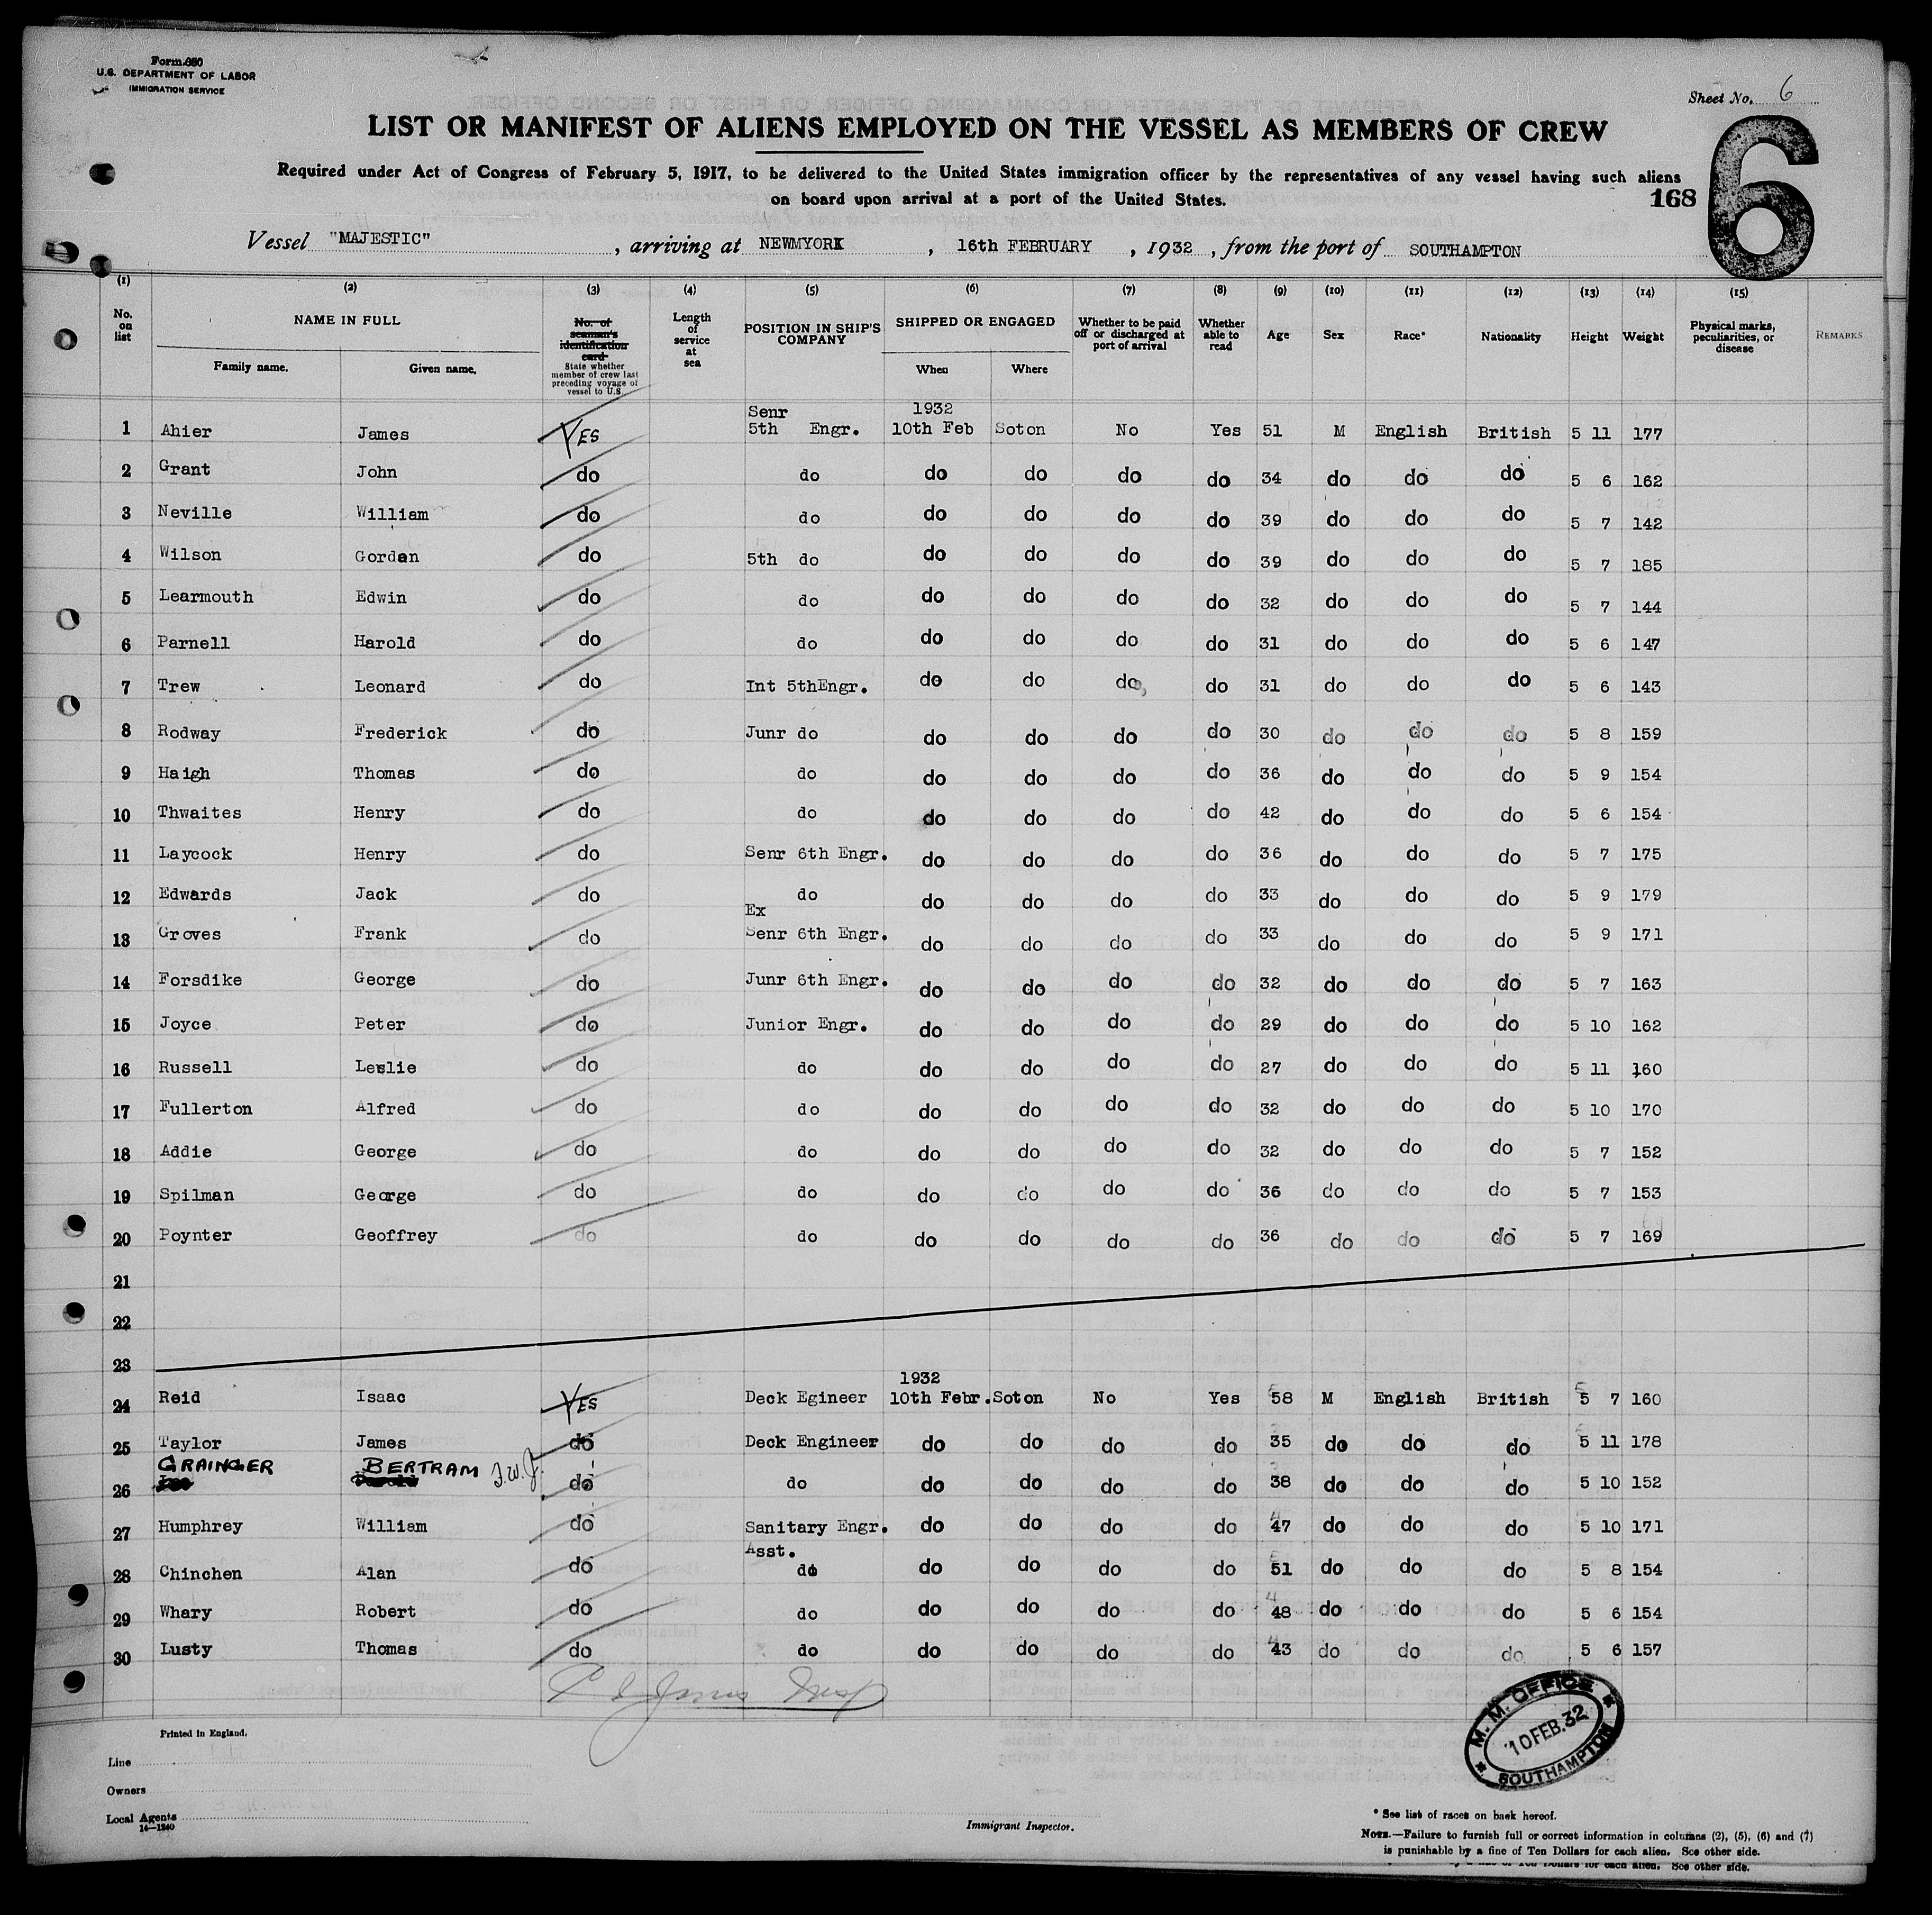 Form 680
U.S. DEPARTMENT OF LABOR
IMMIGRATION SERVICE
Sheet No. 6
LIST OR MANIFEST OF ALIENS EMPLOYED ON THE VESSEL AS MEMBERS OF CREW
6
Required under Act of Congress of February 5, 1917, to be delivered to the United States immigration officer by the representatives of any vessel having such aliens
on board upon arrival at a port of the United States.
168
Vessel "MAJESTIC", arriving at NEWMYORK, 16th FEBRUARY, 1932, from the port of SOUTHAMPTON
(1) (2) (3) (4) (5) (6) (7) (8) (9) (10) (11) (12) (13) (14) (15)
No. on list NAME IN FULL Family name. Given name. No. of seaman's identification card State whether member of crew last preceding voyage of vessel to U.S. Length of service at sea POSITION IN SHIP'S COMPANY SHIPPED OR ENGAGED When Where Whether to be paid off or discharged at port of arrival Whether able to read Age Sex Race* Nationality Height Weight Physical marks, peculiarities, or disease REMARKS
1 Ahier James YES Senr 5th Engr. 1932 10th Feb Soton No Yes 51 M English British 5 11 177
2 Grant John do do do do do do 34 do do do 5 6 162
3 Neville William do do do do do do 39 do do do 5 7 142
4 Wilson Gordan do 5th do do do do do 39 do do do 5 7 185
5 Learmouth Edwin do do do do do do 32 do do do 5 7 144
6 Parnell Harold do do do do do do 31 do do do 5 6 147
7 Trew Leonard do Int 5thEngr. do do do do 31 do do do 5 6 143
8 Rodway Frederick do Junr do do do do do 30 do do do 5 8 159
9 Haigh Thomas do do do do do do 36 do do do 5 9 154
10 Thwaites Henry do do do do do do 42 do do do 5 6 154
11 Laycock Henry do Senr 6th Engr. do do do do 36 do do do 5 7 175
12 Edwards Jack do do do do do do 33 do do do 5 9 179
13 Groves Frank do Ex Senr 6th Engr. do do do do 33 do do do 5 9 171
14 Forsdike George do Junr 6th Engr. do do do do 32 do do do 5 7 163
15 Joyce Peter do Junior Engr. do do do do 29 do do do 5 10 162
16 Russell Leslie do do do do do do 27 do do do 5 11 160
17 Fullerton Alfred do do do do do do 32 do do do 5 10 170
18 Addie George do do do do do do 32 do do do 5 7 152
19 Spilman George do do do do do do 36 do do do 5 7 153
20 Poynter Geoffrey do do do do do do 36 do do do 5 7 169
21
22
23
24 Reid Isaac YES Deck Egineer 1932 10th Febr. Soton No Yes 58 M English British 5 7 160
25 Taylor James do Deck Engineer do do do do 35 do do do 5 11 178
26 GRAINGER BERTRAM do do do do do do 38 do do do 5 10 152
27 Humphrey William do Sanitary Engr. do do do do 47 do do do 5 10 171
28 Chinchen Alan do Asst. do do do do do 51 do do do 5 8 154
29 Whary Robert do do do do do do 48 do do do 5 6 154
30 Lusty Thomas do do do do do do 43 do do do 5 6 157
Printed in England.
M. M. OFFICE
10 FEB. 32
SOUTHAMPTON
Line
Owners
Local Agents
14—1240
Immigrant Inspector.
* See list of races on back hereof.
NOTE.—Failure to furnish full or correct information in columns (2), (5), (6) and (7)
is punishable by a fine of Ten Dollars for each alien. See other side.
See other side.